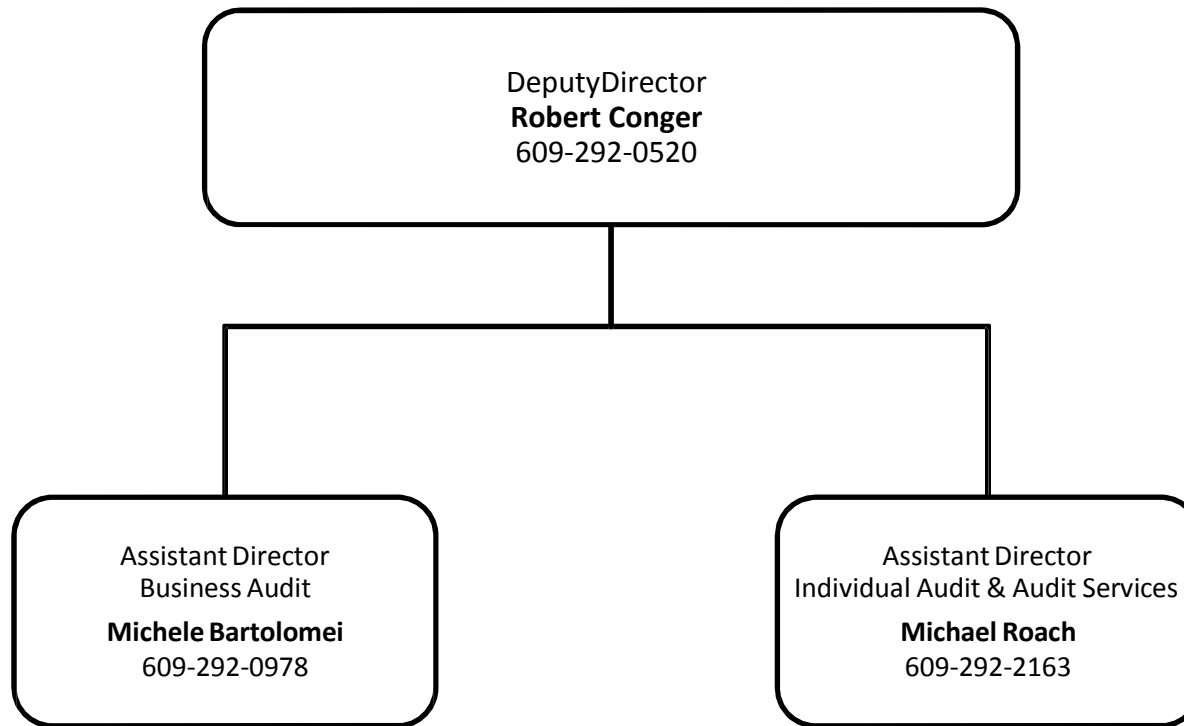 DeputyDirector
Robert Conger
609-292-0520
Assistant Director
Business Audit
Michele Bartolomei
609-292-0978
Assistant Director
Individual Audit & Audit Services
Michael Roach
609-292-2163